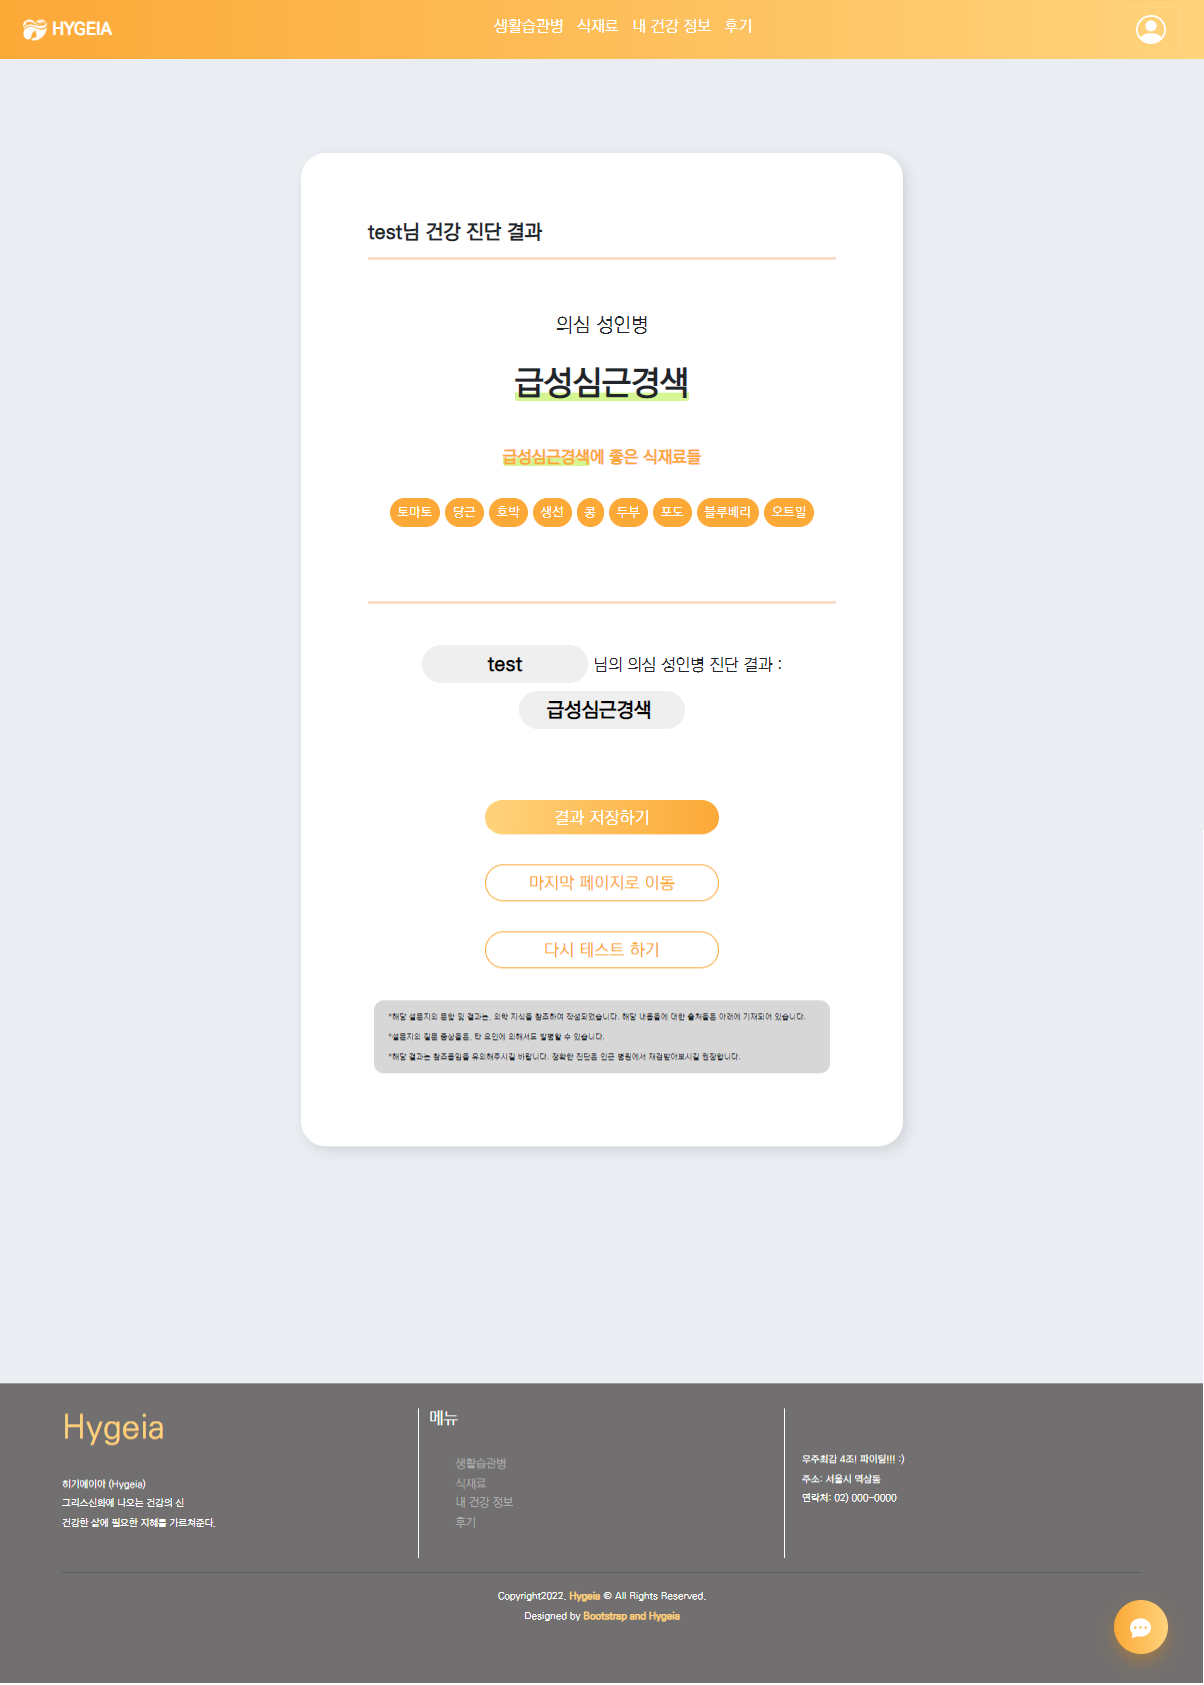 HYGEIA
생활습관병 식재료 내 건강 정보 후기
test님 건강 진단 결과
의심 성인병
급성심근경색
급성심근경색에 좋은 식재료들
토마토 당근 호박 생선 콩 두부 포도 블루베리 오트밀
test 님의 의심 성인병 진단 결과 :
급성심근경색
결과 저장하기
마지막 페이지로 이동
다시 테스트 하기
*해당 설문지의 문항 및 결과는, 의학 지식을 참조하여 작성되었습니다. 해당 내용들에 대한 출처들은 아래에 기재되어 있습니다.
*설문지의 질문 증상들은, 타 요인에 의해서도 발병할 수 있습니다.
*해당 결과는 참조용임을 유의해주시길 바랍니다. 정확한 진단은 인근 병원에서 재검받아보시길 권장합니다.
Hygeia
히기에이아 (Hygeia)
그리스신화에 나오는 건강의 신
건강한 삶에 필요한 지혜를 가르쳐준다.
메뉴
생활습관병
식재료
내 건강 정보
후기
우주최강 4조! 파이팅!!! :)
주소: 서울시 역삼동
연락처: 02) 000-0000
Copyright2022. Hygeia © All Rights Reserved.
Designed by Bootstrap and Hygeia